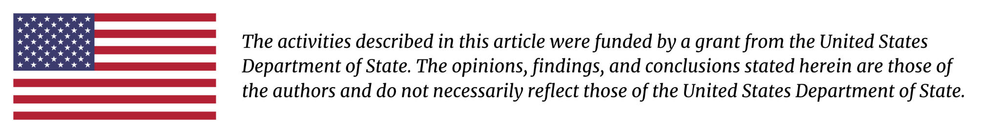 The activities described in this article were funded by a grant from the United States
Department of State. The opinions, findings, and conclusions stated herein are those of
the authors and do not necessarily reflect those of the United States Department of State.